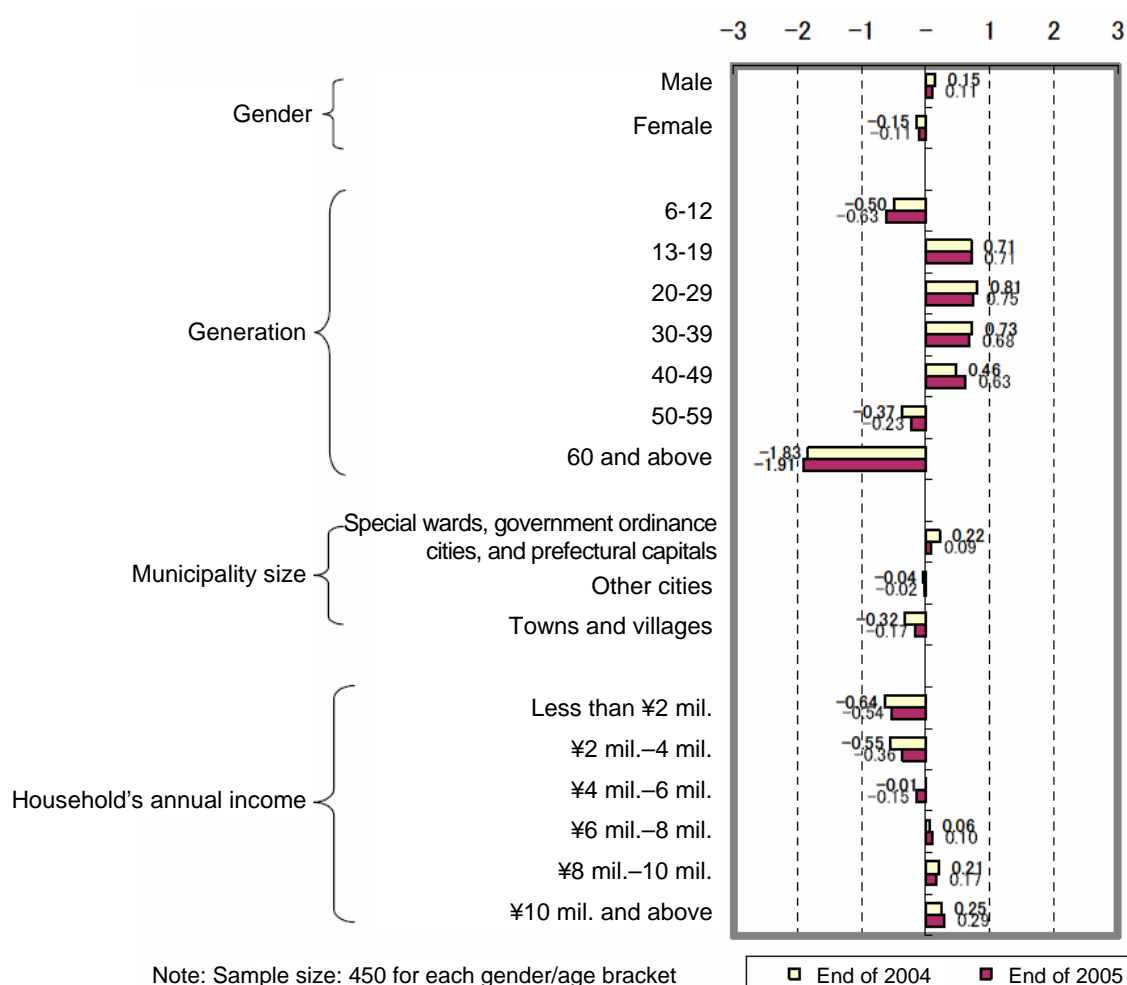 −3 −2 −1 − 1 2 3
Gender
Male 0.15
0.11
Female −0.15
−0.11
Generation
6-12 −0.50
−0.63
13-19 0.71
0.71
20-29 0.81
0.75
30-39 0.73
0.68
40-49 0.46
0.63
50-59 −0.37
−0.23
60 and above −1.83
−1.91
Municipality size
Special wards, government ordinance
cities, and prefectural capitals 0.22
0.09
Other cities −0.04
−0.02
Towns and villages −0.32
−0.17
Household's annual income
Less than ¥2 mil. −0.64
−0.54
¥2 mil.–4 mil. −0.55
−0.36
¥4 mil.–6 mil. −0.01
−0.15
¥6 mil.–8 mil. 0.06
0.10
¥8 mil.–10 mil. 0.21
0.17
¥10 mil. and above 0.25
0.29
Note: Sample size: 450 for each gender/age bracket
End of 2004 End of 2005